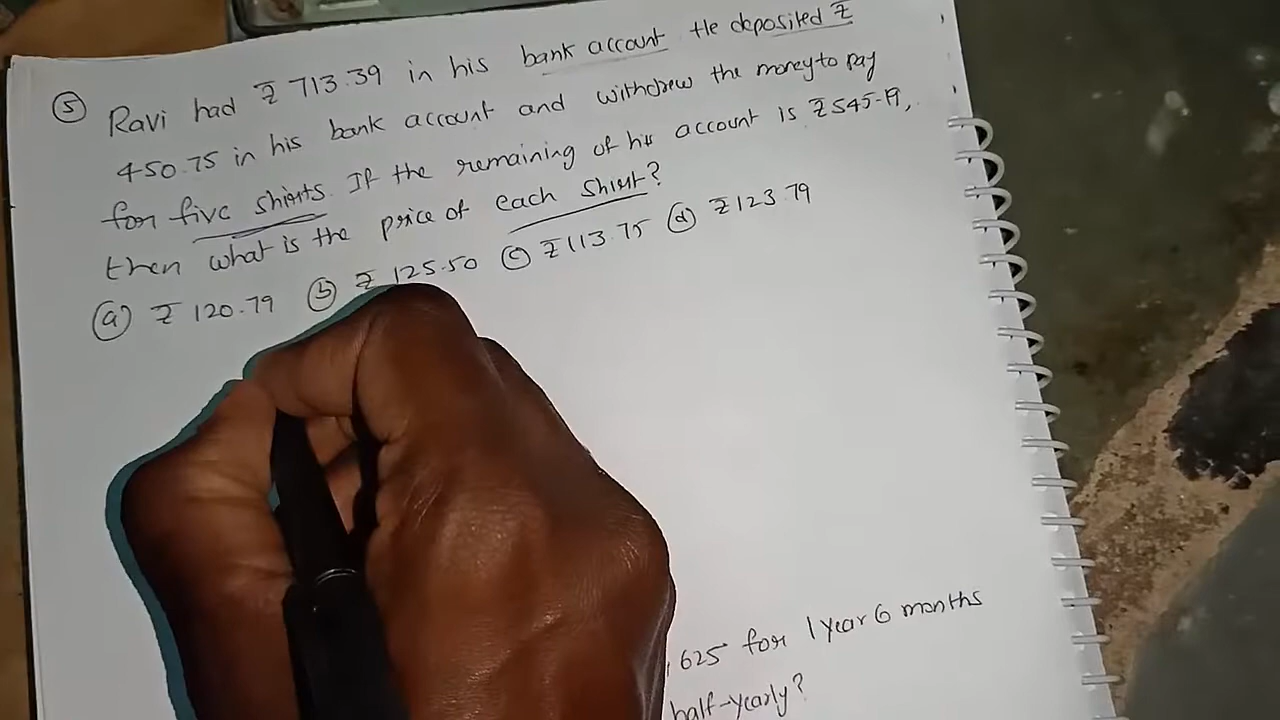 ⑤ Ravi had ₹ 713.39 in his bank account He deposited ₹
450.75 in his bank account and withdrew the money to pay
for five shirts. If the remaining of his account is ₹545.19,
then what is the price of each shirt?
ⓐ ₹ 120.79 ⓑ ₹ 125.50 ⓒ ₹113.75 ⓓ ₹123.79
625 for 1 year 6 months
half-yearly?